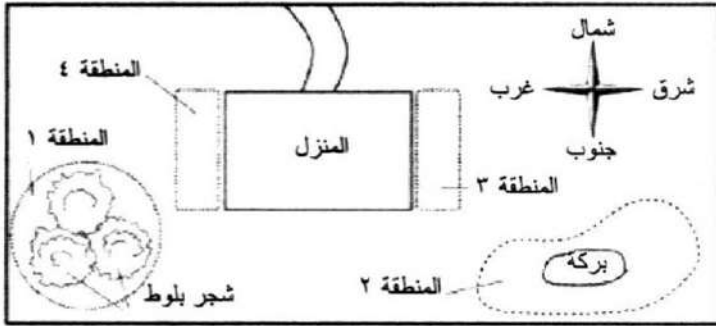 شمال
غرب
شرق
جنوب
المنطقة ٤
المنطقة ١
المنزل
المنطقة ٣
بركة
المنطقة ٢
شجر بلوط